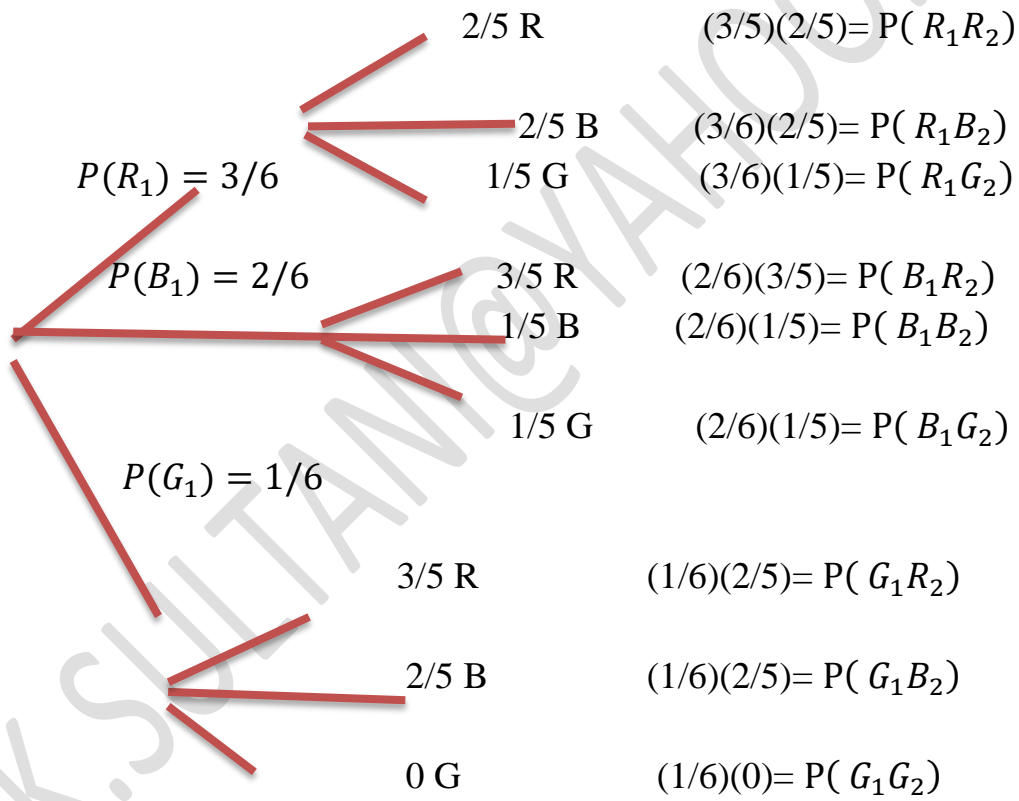 2/5 R (3/5)(2/5)= P( R₁R₂)
2/5 B (3/6)(2/5)= P( R₁B₂)
P(R₁) = 3/6 1/5 G (3/6)(1/5)= P( R₁G₂)
P(B₁) = 2/6 3/5 R (2/6)(3/5)= P( B₁R₂)
1/5 B (2/6)(1/5)= P( B₁B₂)
1/5 G (2/6)(1/5)= P( B₁G₂)
P(G₁) = 1/6
3/5 R (1/6)(2/5)= P( G₁R₂)
2/5 B (1/6)(2/5)= P( G₁B₂)
0 G (1/6)(0)= P( G₁G₂)
K.SULTAN@YAHOO.